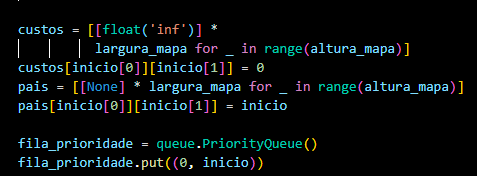 custos = [[float('inf')] *
largura_mapa for _ in range(altura_mapa)]
custos[inicio[0]][inicio[1]] = 0
pais = [[None] * largura_mapa for _ in range(altura_mapa)]
pais[inicio[0]][inicio[1]] = inicio
fila_prioridade = queue.PriorityQueue()
fila_prioridade.put((0, inicio))